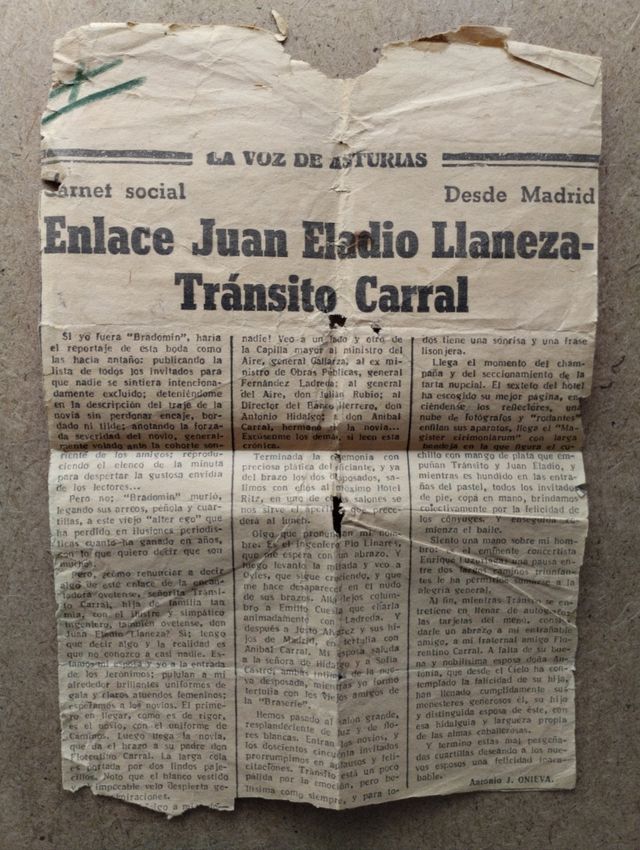 LA VOZ DE ASTURIAS
Carnet social
Desde Madrid
Enlace Juan Eladio Llaneza-
Tránsito Carral
Si yo fuera "Bradomín", haría
el reportaje de esta boda como
las hacía antaño: publicando la
lista de todos los invitados para
que nadie se sintiera intenciona-
damente excluido; deteniéndome
en la descripción del traje de la
novia sin perdonar encaje, bor-
dado ni tilde; anotando la forza-
da severidad del novio, general-
mente volado ante la cohorte son-
riente de los amigos; reprodu-
ciendo el elenco de la minuta
para despertar la gustosa envidia
de los lectores...
Pero no; "Bradomín" murió,
legando sus arreos, péñola y cuar-
tillas, a este viejo "alter ego" que
ha perdido en ilusiones periodís-
ticas cuanto ha ganado en años,
con lo que quiero decir que son
muchos.
Pero, ¿cómo renunciar a decir
algo de este enlace de la encan-
tadora ovetense, señorita Tránsi-
to Carral, hija de familia tan
mía, con el ilustre y simpático
ingeniero, también ovetense, don
Juan Eladio Llaneza? Sí; tengo
que decir algo y la realidad es
que no conozco a casi nadie. Es-
tamos mi esposa y yo a la entrada
de los Jerónimos; pululan a mi
alrededor brillantes uniformes de
gala y claros atuendos femeninos;
esperamos a los novios. El prime-
ro en llegar, como es de rigor,
es el novio, con el uniforme de
Caminos. Luego llega la novia,
que da el brazo a su padre don
Florentino Carral. La larga cola
es portada por dos lindos paje-
cillos. Noto que el blanco vestido
impecable velo despierta ge-
admiraciones.
algo a mi
nadie! Veo a un lado y otro de
la Capilla mayor al ministro del
Aire, general Gallarza, al ex mi-
nistro de Obras Públicas, general
Fernández Ladreda; al general
del Aire, don Julián Rubio; al
Director del Banco Herrero, don
Antonio Hidalgo; a don Aníbal
Carral, hermano de la novia...
Excúsenme los demás, si leen esta
crónica.
Terminada la ceremonia con
preciosa plática del oficiante, y ya
del brazo los dos desposados, sa-
limos con ellos al próximo Hotel
Ritz, en uno de cuyos salones se
nos sirve el aperitivo que prece-
derá al lunch.
Oigo que pronuncian mi nom-
bre. Es el ingeniero Pío Linares
que me espera con un abrazo. Y
luego levanto la mirada y veo a
Oyles, que sigue creciendo, y que
me hace desaparecer en el nudo
de sus brazos. Allá lejos colum-
bro a Emilio Cuesta que charla
animadamente con Ladreda. Y
después a Justo Alvarez y sus hi-
jos de Madrid, en tertulia con
Aníbal Carral. Mi esposa saluda
a la señora de Hidalgo y a Sofía
Castro; ambas íntimas de la nue-
va desposada, mientras yo formo
tertulia con los viejos amigos de
la "Braserie".
Hemos pasado al salón grande,
resplandeciente de luz y de flo-
res blancas. Entran los novios, y
los doscientos cincuenta invitados
prorrumpimos en aplausos y feli-
citaciones. Tránsito está un poco
pálida por la emoción, pero be-
llísima como siempre, y para to-
dos tiene una sonrisa y una frase
lisonjera.
Llega el momento del cham-
paña y del seccionamiento de la
tarta nupcial. El sexteto del hotel
ha escogido su mejor página, en-
ciéndense los reflectores, una
nube de fotógrafos y "rodantes"
enfilan sus aparatos, llega el "Ma-
gíster cerimoniarum" con larga
bandeja en la que figura el cu-
chillo con mango de plata que em-
puñan Tránsito y Juan Eladio, y
mientras es hundido en las entra-
ñas del pastel, todos los invitados
de pie, copa en mano, brindamos
colectivamente por la felicidad de
los cónyuges. Y enseguida co-
mienza el baile.
Siento una mano sobre mi hom-
bro: es el eminente concertista
Enrique una pausa en-
tre dos largos caminos triunfan-
tes le ha permitido sumarse a la
alegría general.
Al fin, mientras Tránsito se en-
tretiene en llenar de autógrafos
las tarjetas del menú, consi-
darle un abrazo a mi entrañable
amigo, a mi fraternal amigo Flo-
rentino Carral. A falta de su bue-
na y nobilísima esposa doña An-
tonia, que desde el Cielo ha con-
templado la felicidad de su hija,
han llenado cumplidamente sus
menesteres generosos él, su hijo
y distinguida esposa de éste, con
esa hidalguía y largueza propia
de las almas caballerosas.
Y termino estas mal pergeña-
das cuartillas deseando a los nue-
vos esposos una felicidad inaca-
bable.
Antonio J. ONIEVA.